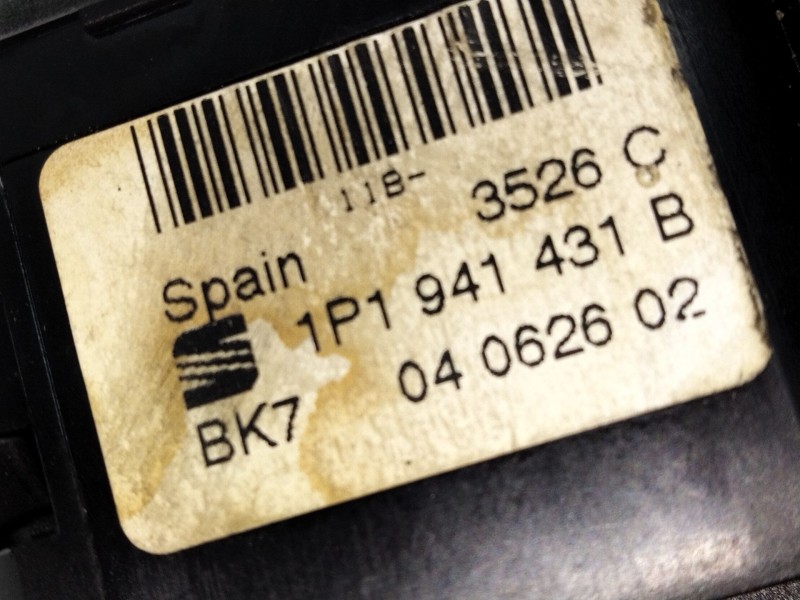 11B- 3526 C
Spain 1P1 941 431 B
04 0626 02
BK7